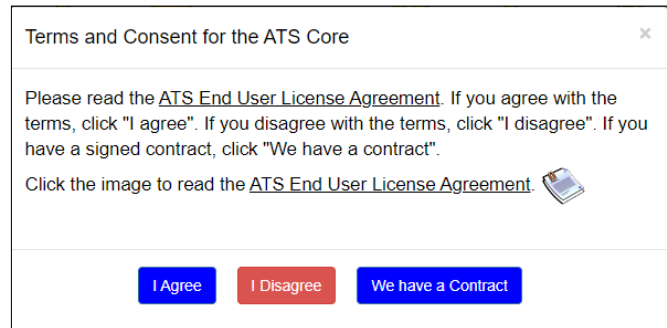 Terms and Consent for the ATS Core ×
Please read the ATS End User License Agreement. If you agree with the
terms, click "I agree". If you disagree with the terms, click "I disagree". If you
have a signed contract, click "We have a contract".
Click the image to read the ATS End User License Agreement.
I Agree I Disagree We have a Contract